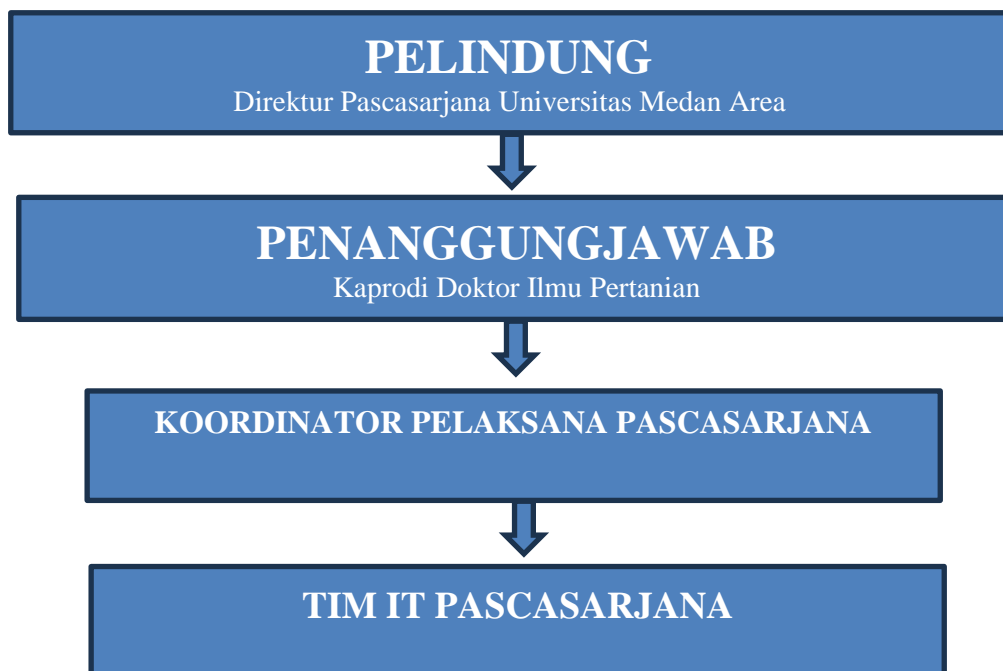 PELINDUNG
Direktur Pascasarjana Universitas Medan Area
PENANGGUNGJAWAB
Kaprodi Doktor Ilmu Pertanian
KOORDINATOR PELAKSANA PASCASARJANA
TIM IT PASCASARJANA